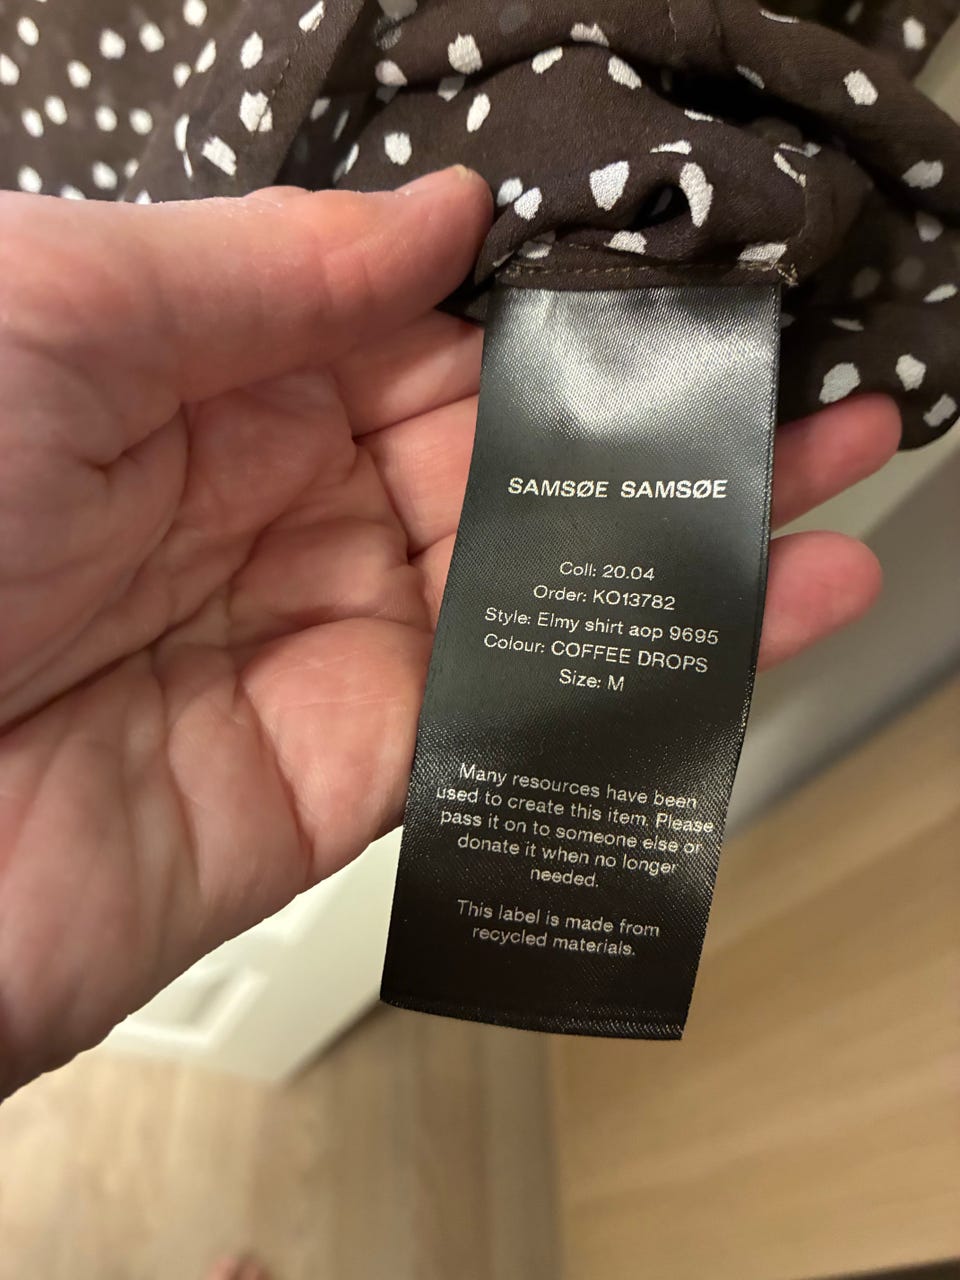 SAMSØE SAMSØE
Coll: 20.04
Order: KO13782
Style: Elmy shirt aop 9695
Colour: COFFEE DROPS
Size: M
Many resources have been
used to create this item. Please
pass it on to someone else or
donate it when no longer
needed.
This label is made from
recycled materials.